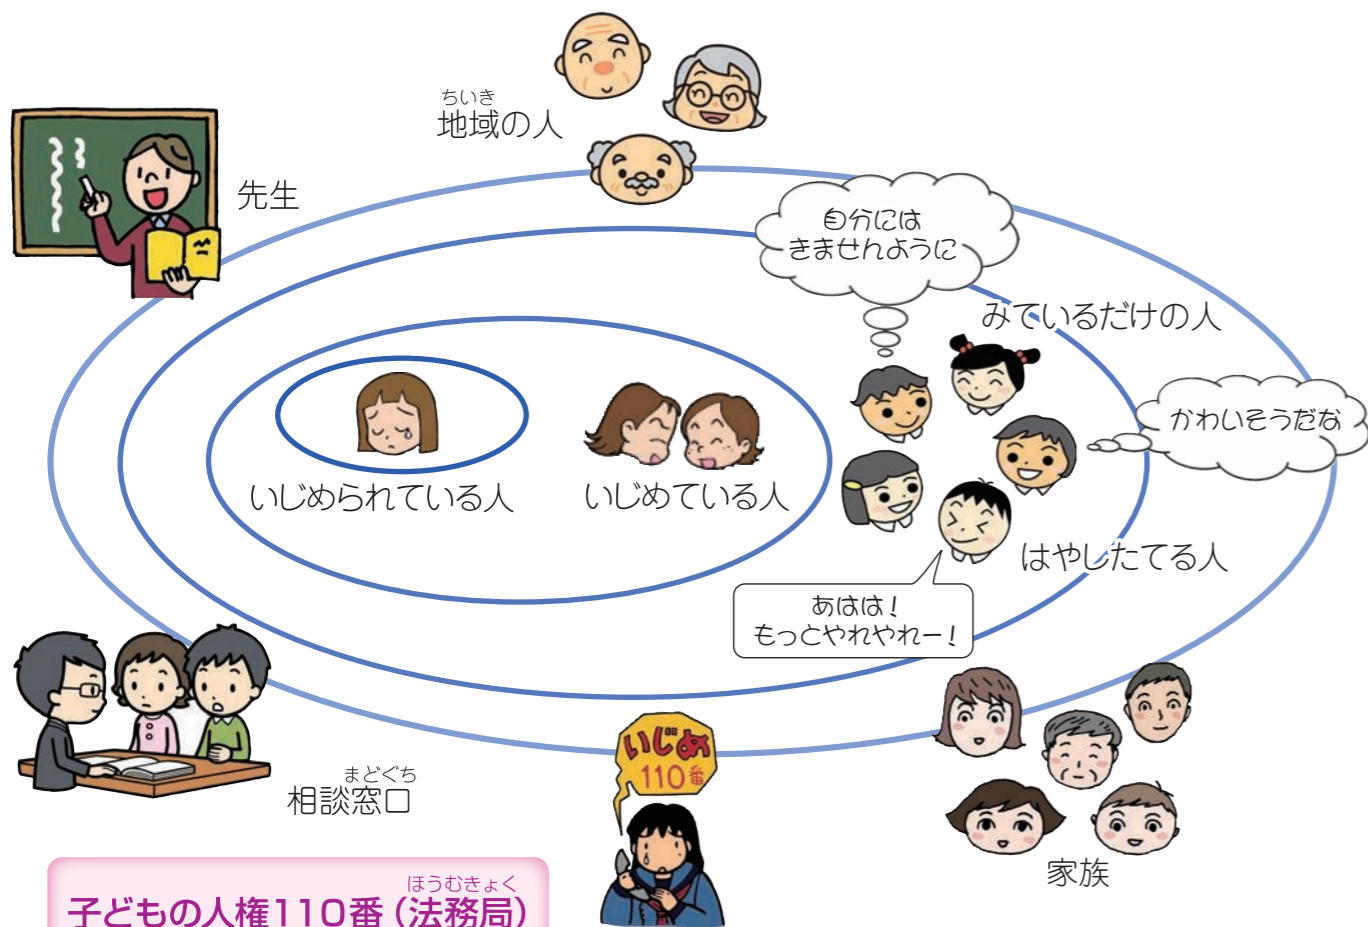 ちいき
地域の人
先生
自分には
きませんように
みているだけの人
かわいそうだな
いじめられている人
いじめている人
はやしたてる人
あはは！
もっとやれやれー！
いじめ
110番
まどぐち
相談窓口
家族
ほうむきょく
子どもの人権110番（法務局）